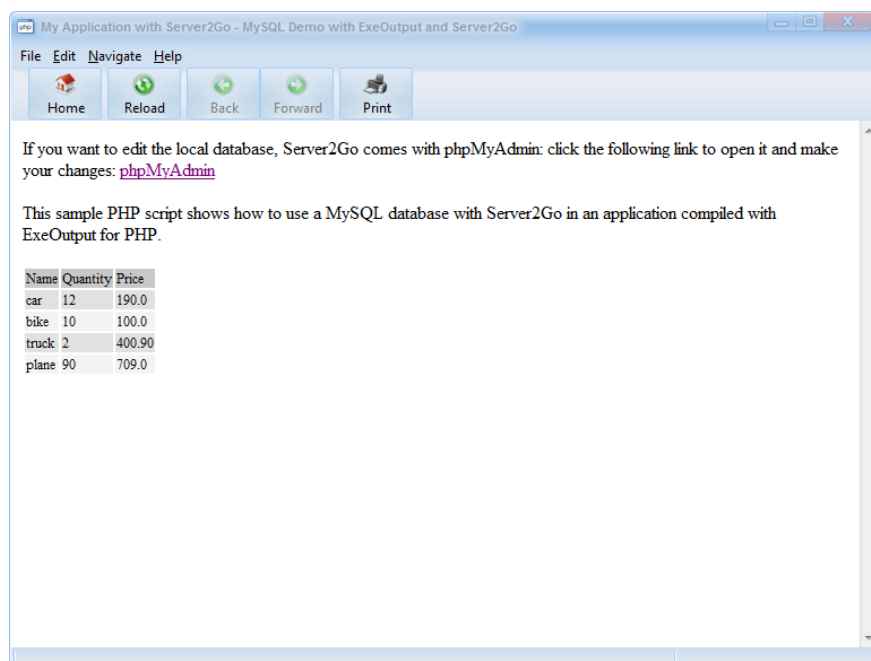 php My Application with Server2Go - MySQL Demo with ExeOutput and Server2Go
File Edit Navigate Help
Home Reload Back Forward Print
If you want to edit the local database, Server2Go comes with phpMyAdmin: click the following link to open it and make
your changes: phpMyAdmin
This sample PHP script shows how to use a MySQL database with Server2Go in an application compiled with
ExeOutput for PHP.
Name Quantity Price
car 12 190.0
bike 10 100.0
truck 2 400.90
plane 90 709.0